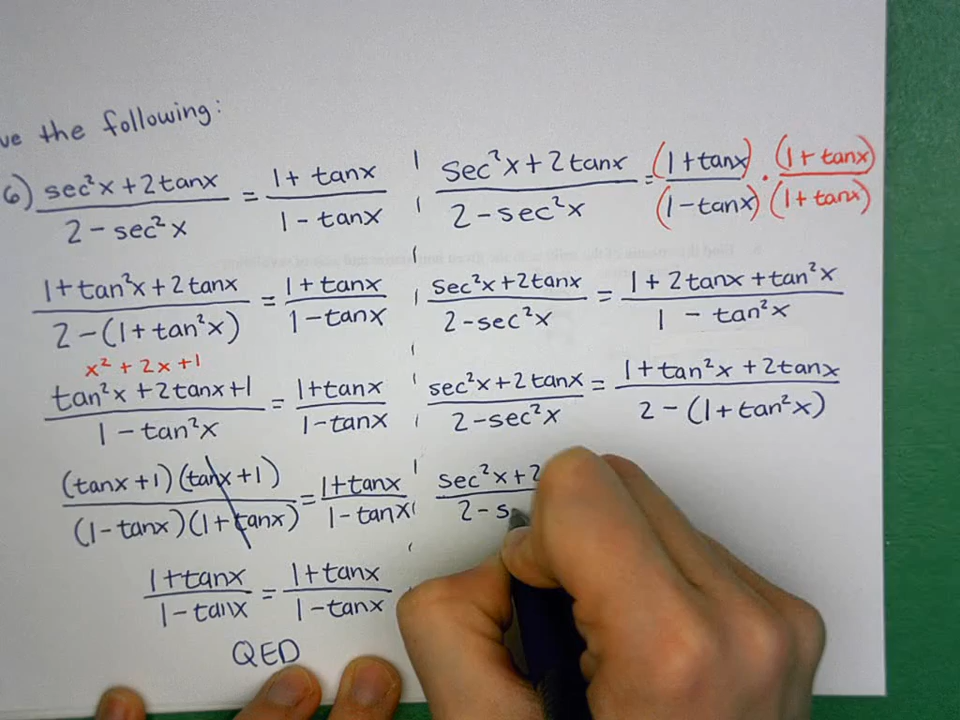 ve the following:
6) (sec²x + 2tanx)/(2 - sec²x) = (1 + tanx)/(1 - tanx)
(1 + tan²x + 2tanx)/(2 - (1 + tan²x)) = (1 + tanx)/(1 - tanx)
x² + 2x + 1
(tan²x + 2tanx + 1)/(1 - tan²x) = (1 + tanx)/(1 - tanx)
((tanx + 1)(tanx + 1))/((1 - tanx)(1 + tanx)) = (1 + tanx)/(1 - tanx)
(1 + tanx)/(1 - tanx) = (1 + tanx)/(1 - tanx)
QED
(sec²x + 2tanx)/(2 - sec²x) = (1 + tanx)/(1 - tanx) · (1 + tanx)/(1 + tanx)
(sec²x + 2tanx)/(2 - sec²x) = (1 + 2tanx + tan²x)/(1 - tan²x)
(sec²x + 2tanx)/(2 - sec²x) = (1 + tan²x + 2tanx)/(2 - (1 + tan²x))
(sec²x + 2)/(2 - s)